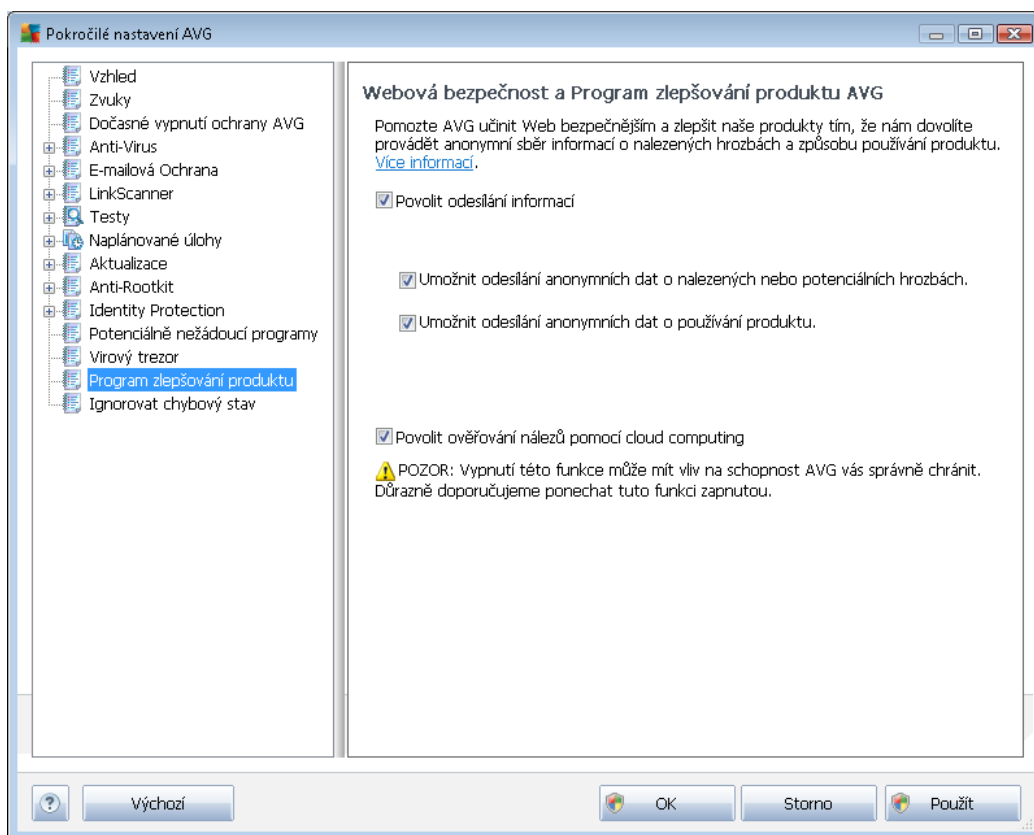 Pokročilé nastavení AVG
Vzhled
Zvuky
Dočasné vypnutí ochrany AVG
Anti-Virus
E-mailová Ochrana
LinkScanner
Testy
Naplánované úlohy
Aktualizace
Anti-Rootkit
Identity Protection
Potenciálně nežádoucí programy
Virový trezor
Program zlepšování produktu
Ignorovat chybový stav
Webová bezpečnost a Program zlepšování produktu AVG
Pomozte AVG učinit Web bezpečnějším a zlepšit naše produkty tím, že nám dovolíte
provádět anonymní sběr informací o nalezených hrozbách a způsobu používání produktu.
Více informací.
Povolit odesílání informací
Umožnit odesílání anonymních dat o nalezených nebo potenciálních hrozbách.
Umožnit odesílání anonymních dat o používání produktu.
Povolit ověřování nálezů pomocí cloud computing
POZOR: Vypnutí této funkce může mít vliv na schopnost AVG vás správně chránit.
Důrazně doporučujeme ponechat tuto funkci zapnutou.
? Výchozí OK Storno Použít